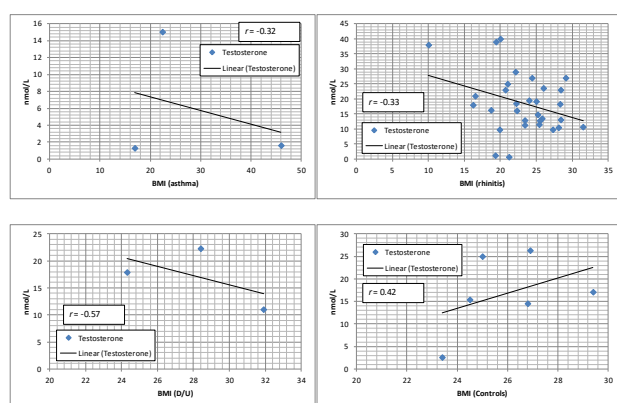 r = -0.32
Testosterone
Linear (Testosterone)
nmol/L
16
14
12
10
8
6
4
2
0
0 10 20 30 40 50
BMI (asthma)
45
40
35
30
25
20
15
10
5
0
nmol/L
r = -0.33
Testosterone
Linear (Testosterone)
0 5 10 15 20 25 30 35
BMI (rhinitis)
25
20
15
10
5
0
nmol/L
r = -0.57
Testosterone
Linear (Testosterone)
20 22 24 26 28 30 32 34
BMI (D/U)
30
25
20
15
10
5
0
nmol/L
Testosterone
Linear (Testosterone)
r = 0.42
20 22 24 26 28 30
BMI (Controls)